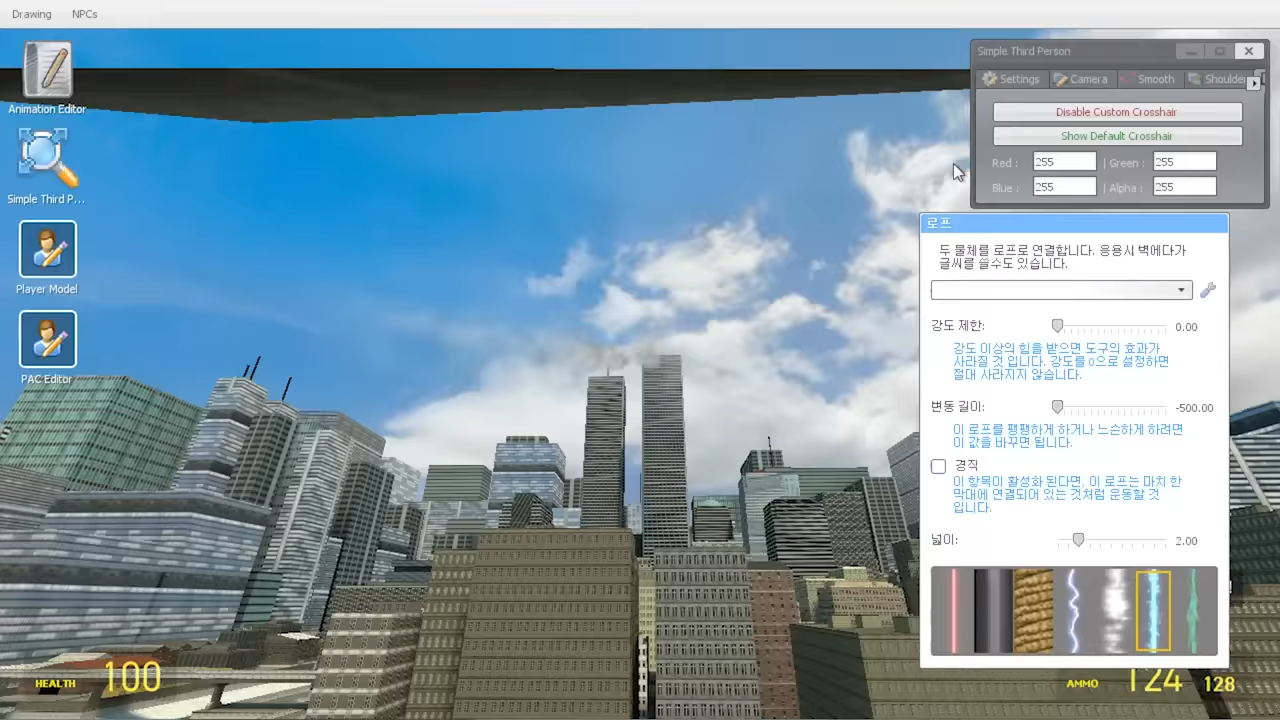 Drawing NPCs
Animation Editor
Simple Third P...
Player Model
PAC Editor
Simple Third Person
Settings Camera Smooth Shoulder
Disable Custom Crosshair
Show Default Crosshair
Red : 255 | Green : 255
Blue : 255 | Alpha : 255
로프
두 물체를 로프로 연결합니다. 응용시 벽에다가
글씨를 쓸수도 있습니다.
강도 제한: 0.00
강도 이상의 힘을 받으면 도구의 효과가
사라질 것 입니다. 강도를 0으로 설정하면
절대 사라지지 않습니다.
변동 길이: -500.00
이 로프를 팽팽하게 하거나 느슨하게 하려면
이 값을 바꾸면 됩니다.
경직
이 항목이 활성화 된다면, 이 로프는 마치 한
막대에 연결되어 있는 것처럼 운동할 것
입니다.
넓이: 2.00
HEALTH 100
AMMO 124 128